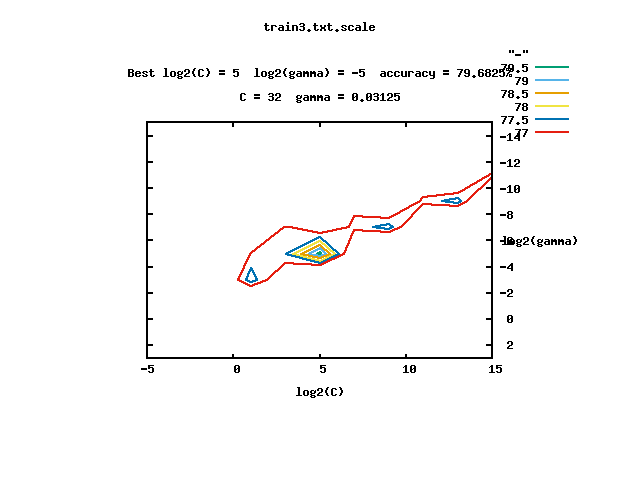 train3.txt.scale
"-"
Best log2(C) = 5  log2(gamma) = -5  accuracy = 79.6825%
79.5
79
78.5
78
77.5
77
C = 32  gamma = 0.03125
-14
-12
-10
-8
-6
log2(gamma)
-4
-2
0
2
-5 0 5 10 15
log2(C)